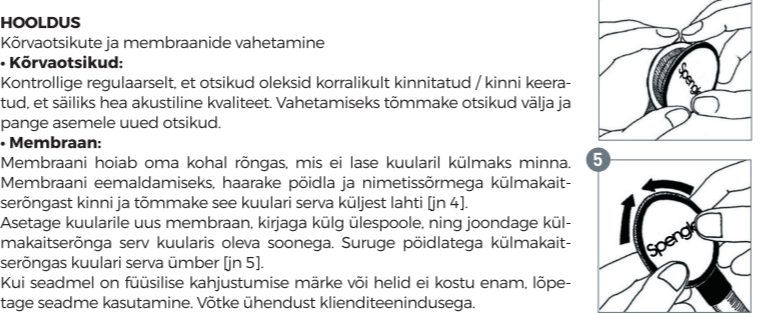 HOOLDUS
Kõrvaotsikute ja membraanide vahetamine
• Kõrvaotsikud:
Kontrollige regulaarselt, et otsikud oleksid korralikult kinnitatud / kinni keera-
tud, et säiliks hea akustiline kvaliteet. Vahetamiseks tõmmake otsikud välja ja
pange asemele uued otsikud.
• Membraan:
Membraani hoiab oma kohal rõngas, mis ei lase kuularil külmaks minna.
Membraani eemaldamiseks, haarake pöidla ja nimetissõrmega külmakait-
serõngast kinni ja tõmmake see kuulari serva küljest lahti [jn 4].
Asetage kuularile uus membraan, kirjaga külg ülespoole, ning joondage kül-
makaitserõnga serv kuularis oleva soonega. Suruge pöidlatega külmakait-
serõngas kuulari serva ümber [jn 5].
Kui seadmel on füüsilise kahjustumise märke või helid ei kostu enam, lõpe-
tage seadme kasutamine. Võtke ühendust klienditeenindusega.
Spengle
5
Spengle